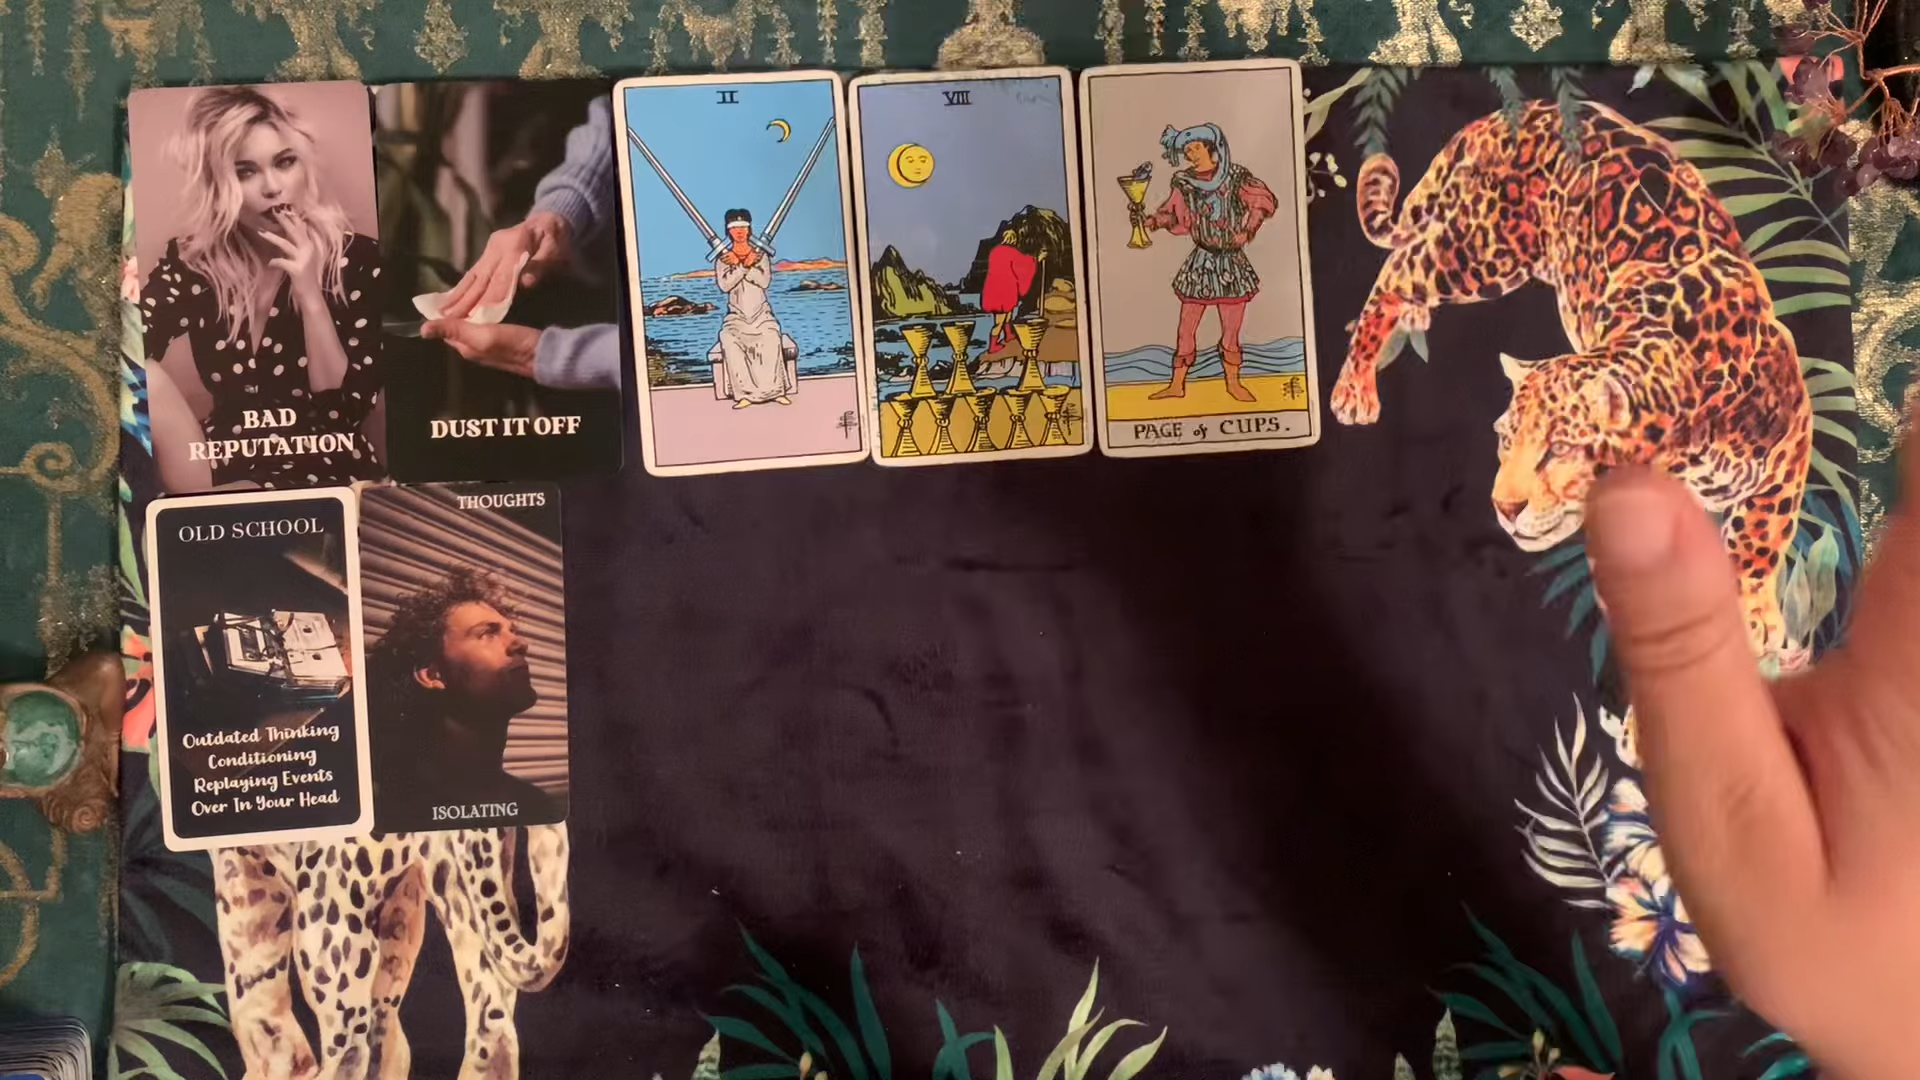 BAD
REPUTATION
DUST IT OFF
II
VIII
PAGE of CUPS.
OLD SCHOOL
Outdated Thinking
Conditioning
Replaying Events
Over In Your Head
THOUGHTS
ISOLATING